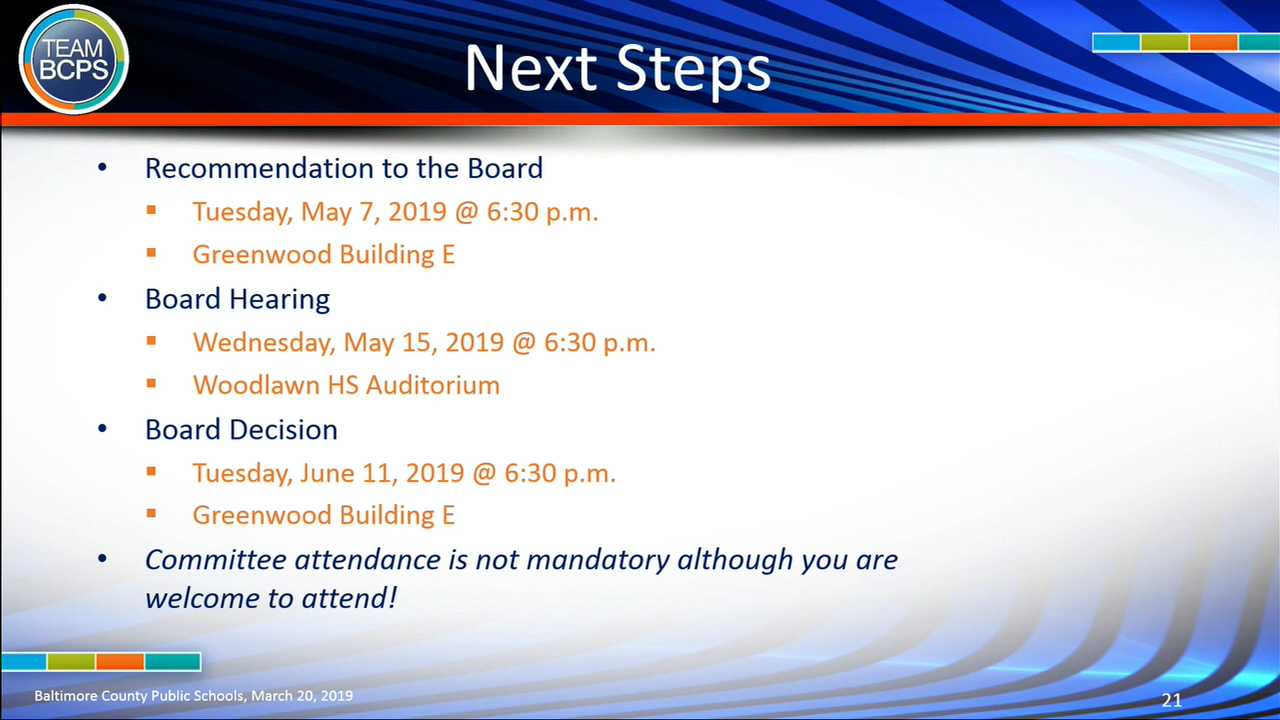 TEAM
BCPS
Next Steps
• Recommendation to the Board
▪ Tuesday, May 7, 2019 @ 6:30 p.m.
▪ Greenwood Building E
• Board Hearing
▪ Wednesday, May 15, 2019 @ 6:30 p.m.
▪ Woodlawn HS Auditorium
• Board Decision
▪ Tuesday, June 11, 2019 @ 6:30 p.m.
▪ Greenwood Building E
• Committee attendance is not mandatory although you are
welcome to attend!
Baltimore County Public Schools, March 20, 2019
21